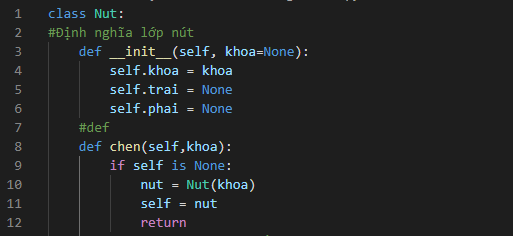 1 class Nut:
2 #Định nghĩa lớp nút
3     def __init__(self, khoa=None):
4         self.khoa = khoa
5         self.trai = None
6         self.phai = None
7     #def
8     def chen(self,khoa):
9         if self is None:
10             nut = Nut(khoa)
11             self = nut
12             return